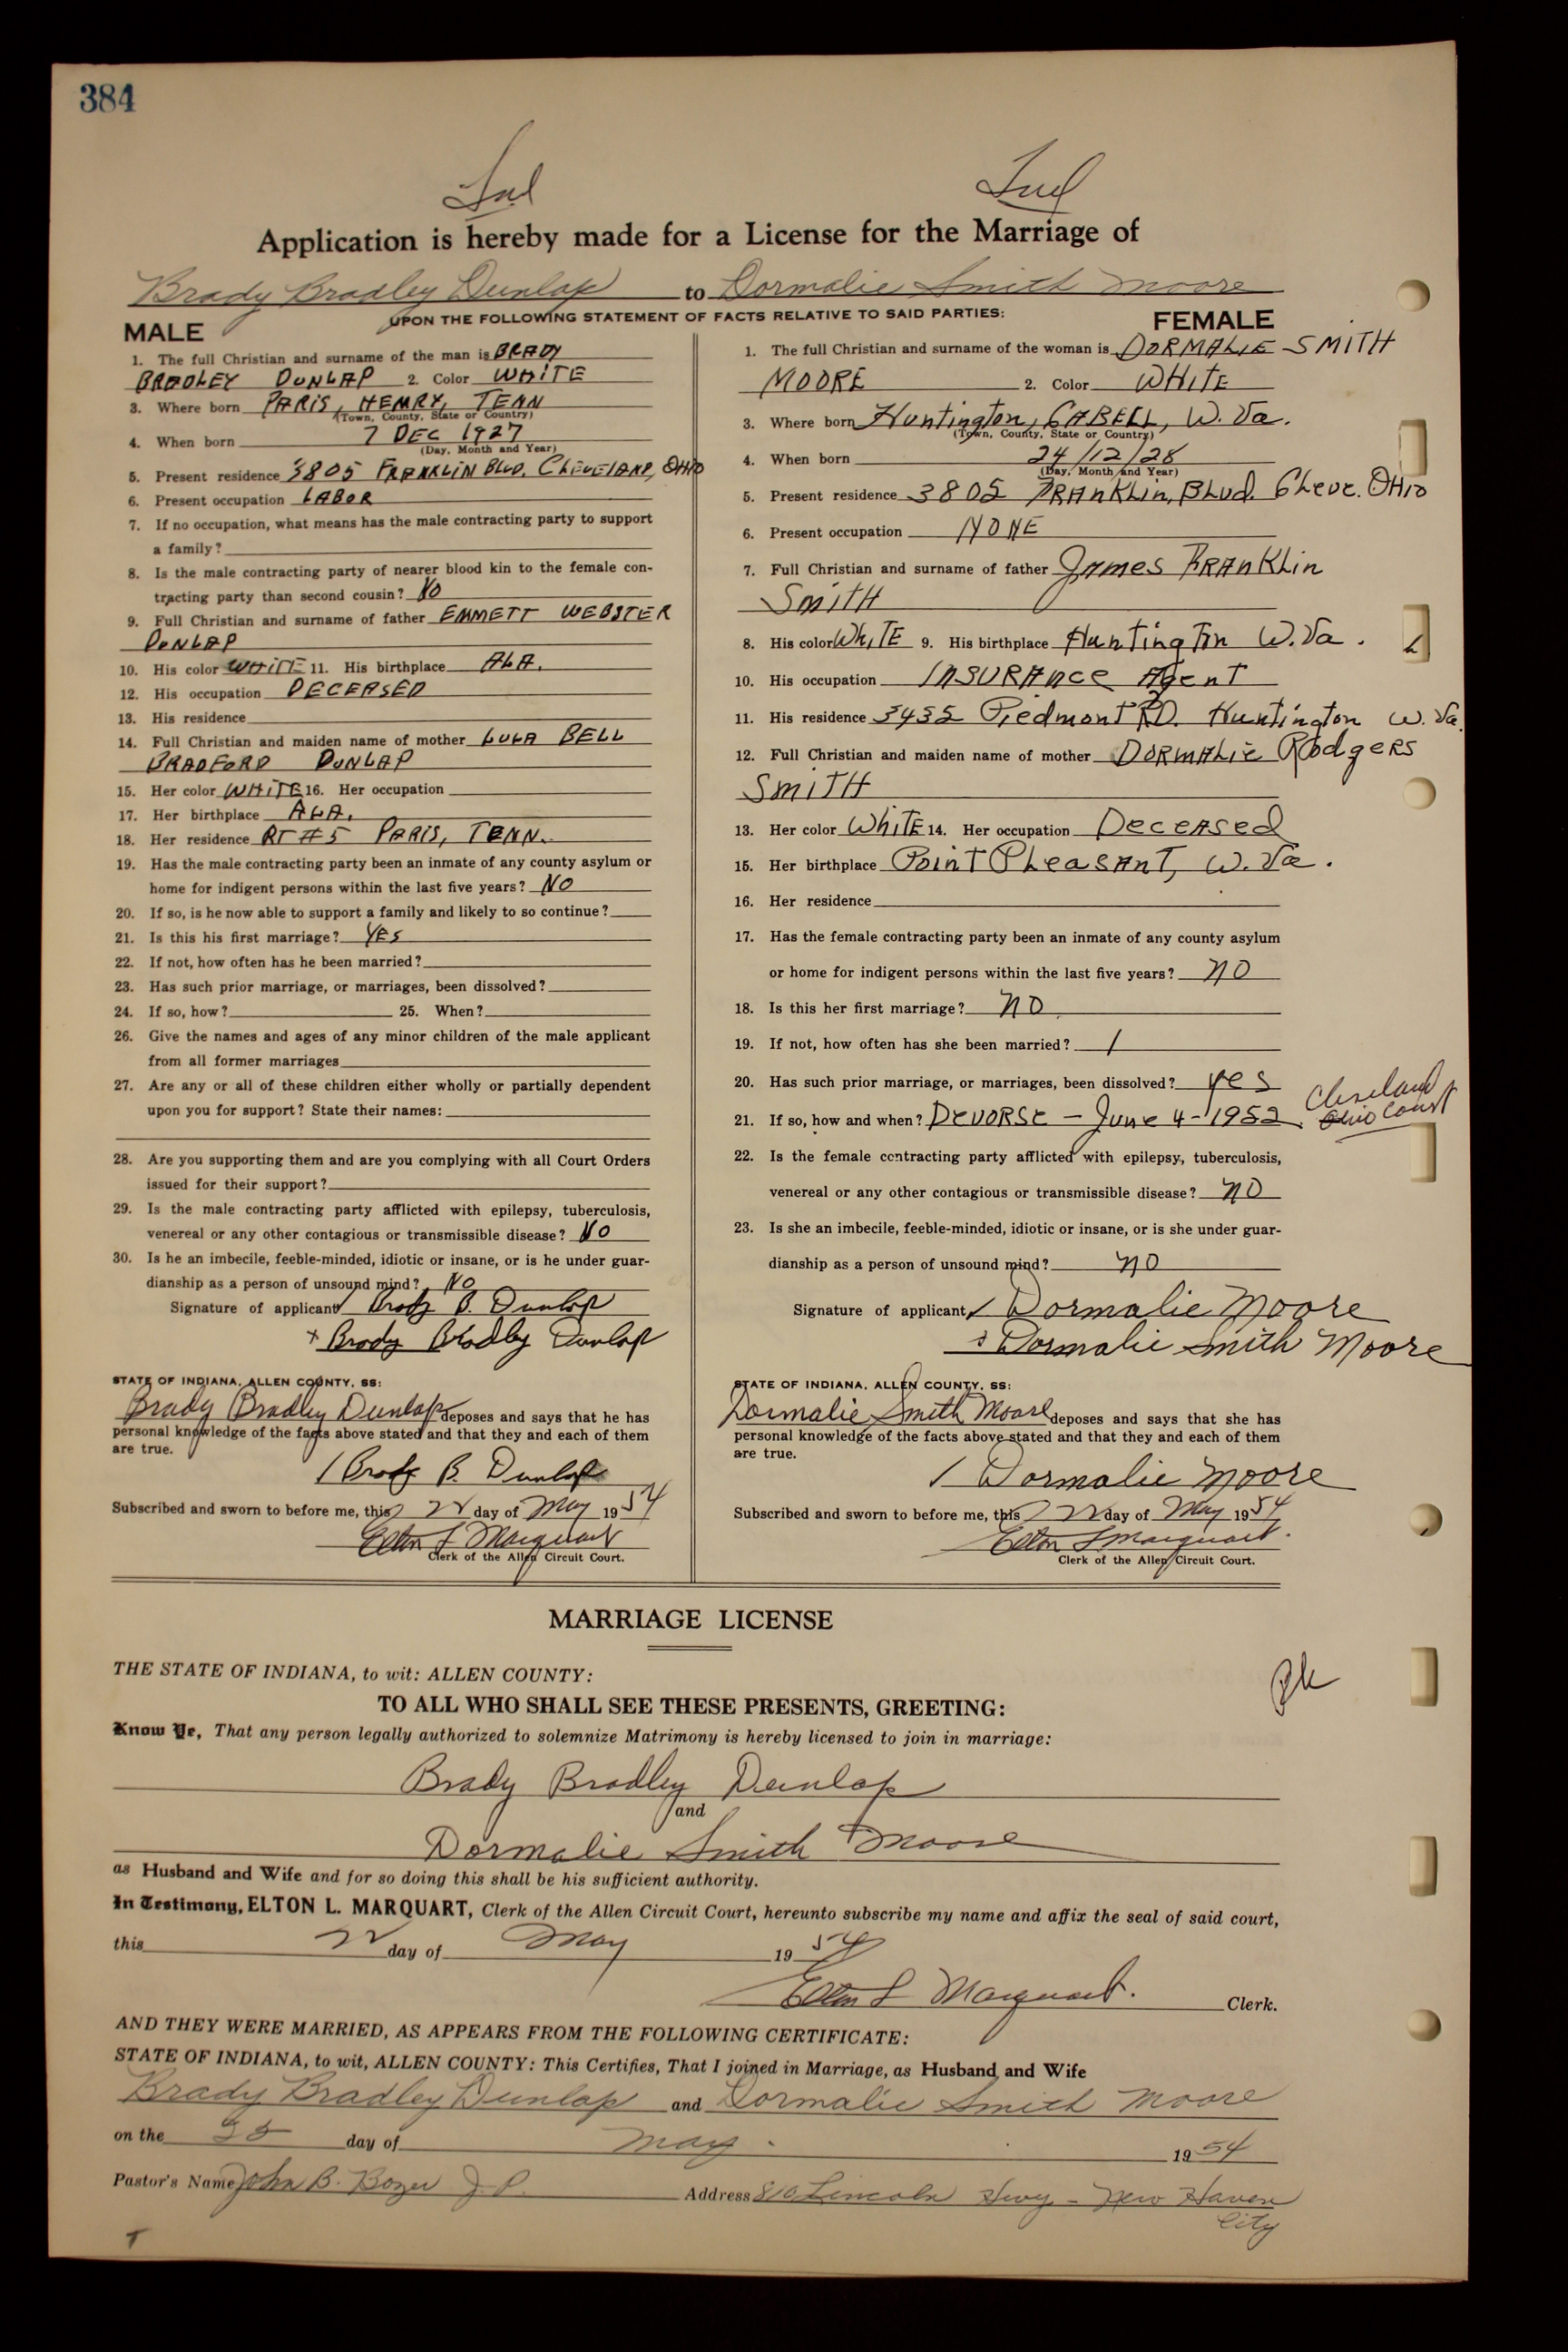 384
Application is hereby made for a License for the Marriage of
Brady Bradley Dunlap to Dormalie Smith Moore
UPON THE FOLLOWING STATEMENT OF FACTS RELATIVE TO SAID PARTIES:
MALE
1. The full Christian and surname of the man is BRADY
BRADLEY DUNLAP 2. Color WHITE
3. Where born PARIS, HENRY, TENN
(Town, County, State or Country)
4. When born 7 DEC 1927
(Day, Month and Year)
5. Present residence 3805 FRANKLIN BLVD. CLEVELAND, OHIO
6. Present occupation LABOR
7. If no occupation, what means has the male contracting party to support
a family?
8. Is the male contracting party of nearer blood kin to the female con-
tracting party than second cousin? NO
9. Full Christian and surname of father EMMETT WEBSTER
DUNLAP
10. His color WHITE 11. His birthplace ALA.
12. His occupation DECEASED
13. His residence
14. Full Christian and maiden name of mother LULA BELL
BRADFORD DUNLAP
15. Her color WHITE 16. Her occupation
17. Her birthplace ALA.
18. Her residence RT #5 PARIS, TENN.
19. Has the male contracting party been an inmate of any county asylum or
home for indigent persons within the last five years? NO
20. If so, is he now able to support a family and likely to so continue?
21. Is this his first marriage? YES
22. If not, how often has he been married?
23. Has such prior marriage, or marriages, been dissolved?
24. If so, how? 25. When?
26. Give the names and ages of any minor children of the male applicant
from all former marriages
27. Are any or all of these children either wholly or partially dependent
upon you for support? State their names:
28. Are you supporting them and are you complying with all Court Orders
issued for their support?
29. Is the male contracting party afflicted with epilepsy, tuberculosis,
venereal or any other contagious or transmissible disease? NO
30. Is he an imbecile, feeble-minded, idiotic or insane, or is he under guar-
dianship as a person of unsound mind? NO
Signature of applicant / Brady B. Dunlap
x Brady Bradley Dunlap
STATE OF INDIANA, ALLEN COUNTY, SS:
Brady Bradley Dunlap deposes and says that he has
personal knowledge of the facts above stated and that they and each of them
are true.
/ Brady B. Dunlap
Subscribed and sworn to before me, this 22 day of May 1954
Elton L Marquart
Clerk of the Allen Circuit Court.
FEMALE
1. The full Christian and surname of the woman is DORMALIE SMITH
MOORE 2. Color WHITE
3. Where born Huntington, CABELL, W. Va.
(Town, County, State or Country)
4. When born 24/12/28
(Day, Month and Year)
5. Present residence 3805 FRANKLIN, BLVD. Cleve. OHIO
6. Present occupation NONE
7. Full Christian and surname of father James FRANKLin
SmitH
8. His color WHITE 9. His birthplace Huntington W. Va.
10. His occupation INSURANCE Agent
11. His residence 3435 Piedmont RD. Huntington W. Va.
12. Full Christian and maiden name of mother DORMALie Rodgers
SmITH
13. Her color WhiTE 14. Her occupation Deceased
15. Her birthplace Point Pleasant, W. Va.
16. Her residence
17. Has the female contracting party been an inmate of any county asylum
or home for indigent persons within the last five years? NO
18. Is this her first marriage? NO
19. If not, how often has she been married? 1
20. Has such prior marriage, or marriages, been dissolved? yes
21. If so, how and when? DEVORSE - June 4-1952. Cleveland Ohio Court
22. Is the female contracting party afflicted with epilepsy, tuberculosis,
venereal or any other contagious or transmissible disease? NO
23. Is she an imbecile, feeble-minded, idiotic or insane, or is she under guar-
dianship as a person of unsound mind? NO
Signature of applicant / Dormalie Moore
Dormalie Smith Moore
STATE OF INDIANA, ALLEN COUNTY, SS:
Dormalie Smith Moore deposes and says that she has
personal knowledge of the facts above stated and that they and each of them
are true.
/ Dormalie Moore
Subscribed and sworn to before me, this 22 day of May 1954
Elton L Marquart.
Clerk of the Allen Circuit Court.
MARRIAGE LICENSE
THE STATE OF INDIANA, to wit: ALLEN COUNTY:
TO ALL WHO SHALL SEE THESE PRESENTS, GREETING:
Know Ye, That any person legally authorized to solemnize Matrimony is hereby licensed to join in marriage:
Brady Bradley Dunlap
and
Dormalie Smith Moore
as Husband and Wife and for so doing this shall be his sufficient authority.
In Testimony, ELTON L. MARQUART, Clerk of the Allen Circuit Court, hereunto subscribe my name and affix the seal of said court,
this 22 day of May 1954
Elton L Marquart. Clerk.
AND THEY WERE MARRIED, AS APPEARS FROM THE FOLLOWING CERTIFICATE:
STATE OF INDIANA, to wit, ALLEN COUNTY: This Certifies, That I joined in Marriage, as Husband and Wife
Brady Bradley Dunlap and Dormalie Smith Moore
on the 25 day of May. 1954
Pastor's Name John B. Bozer J. P. Address 810 Lincoln Hwy - New Haven
City